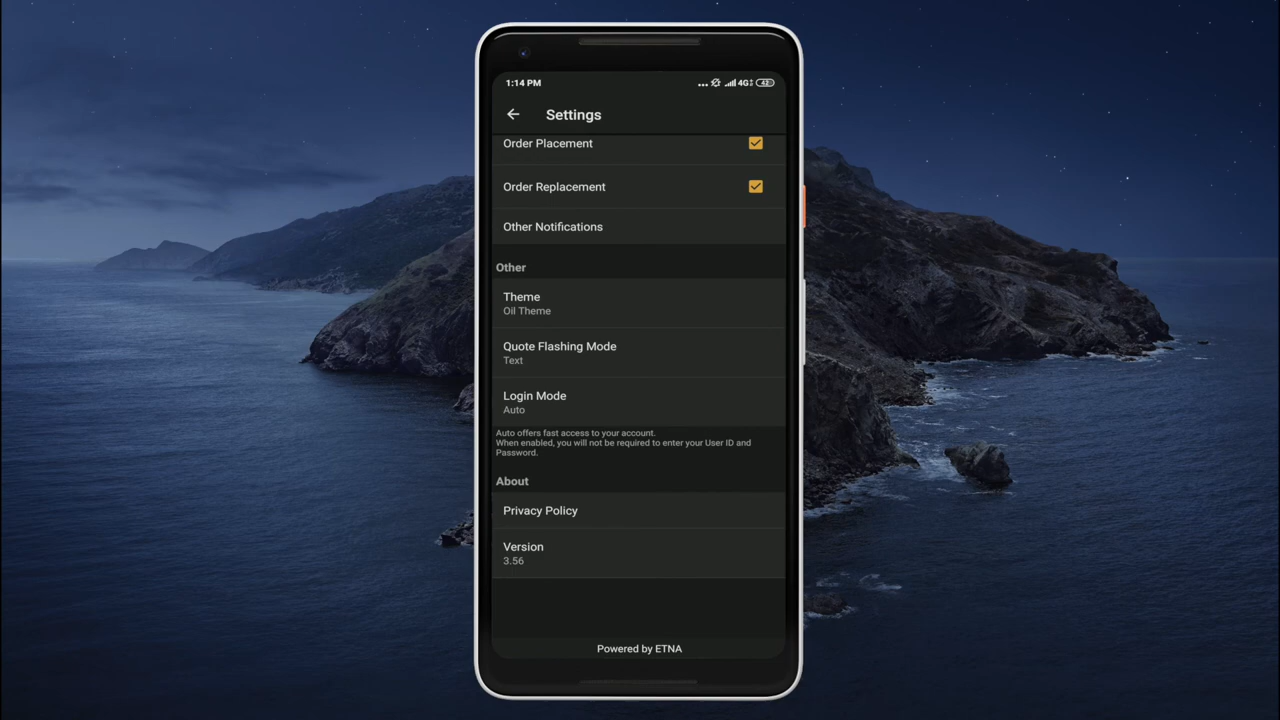 1:14 PM
4G
42
Settings
Order Placement
Order Replacement
Other Notifications
Other
Theme
Oil Theme
Quote Flashing Mode
Text
Login Mode
Auto
Auto offers fast access to your account.
When enabled, you will not be required to enter your User ID and
Password.
About
Privacy Policy
Version
3.56
Powered by ETNA